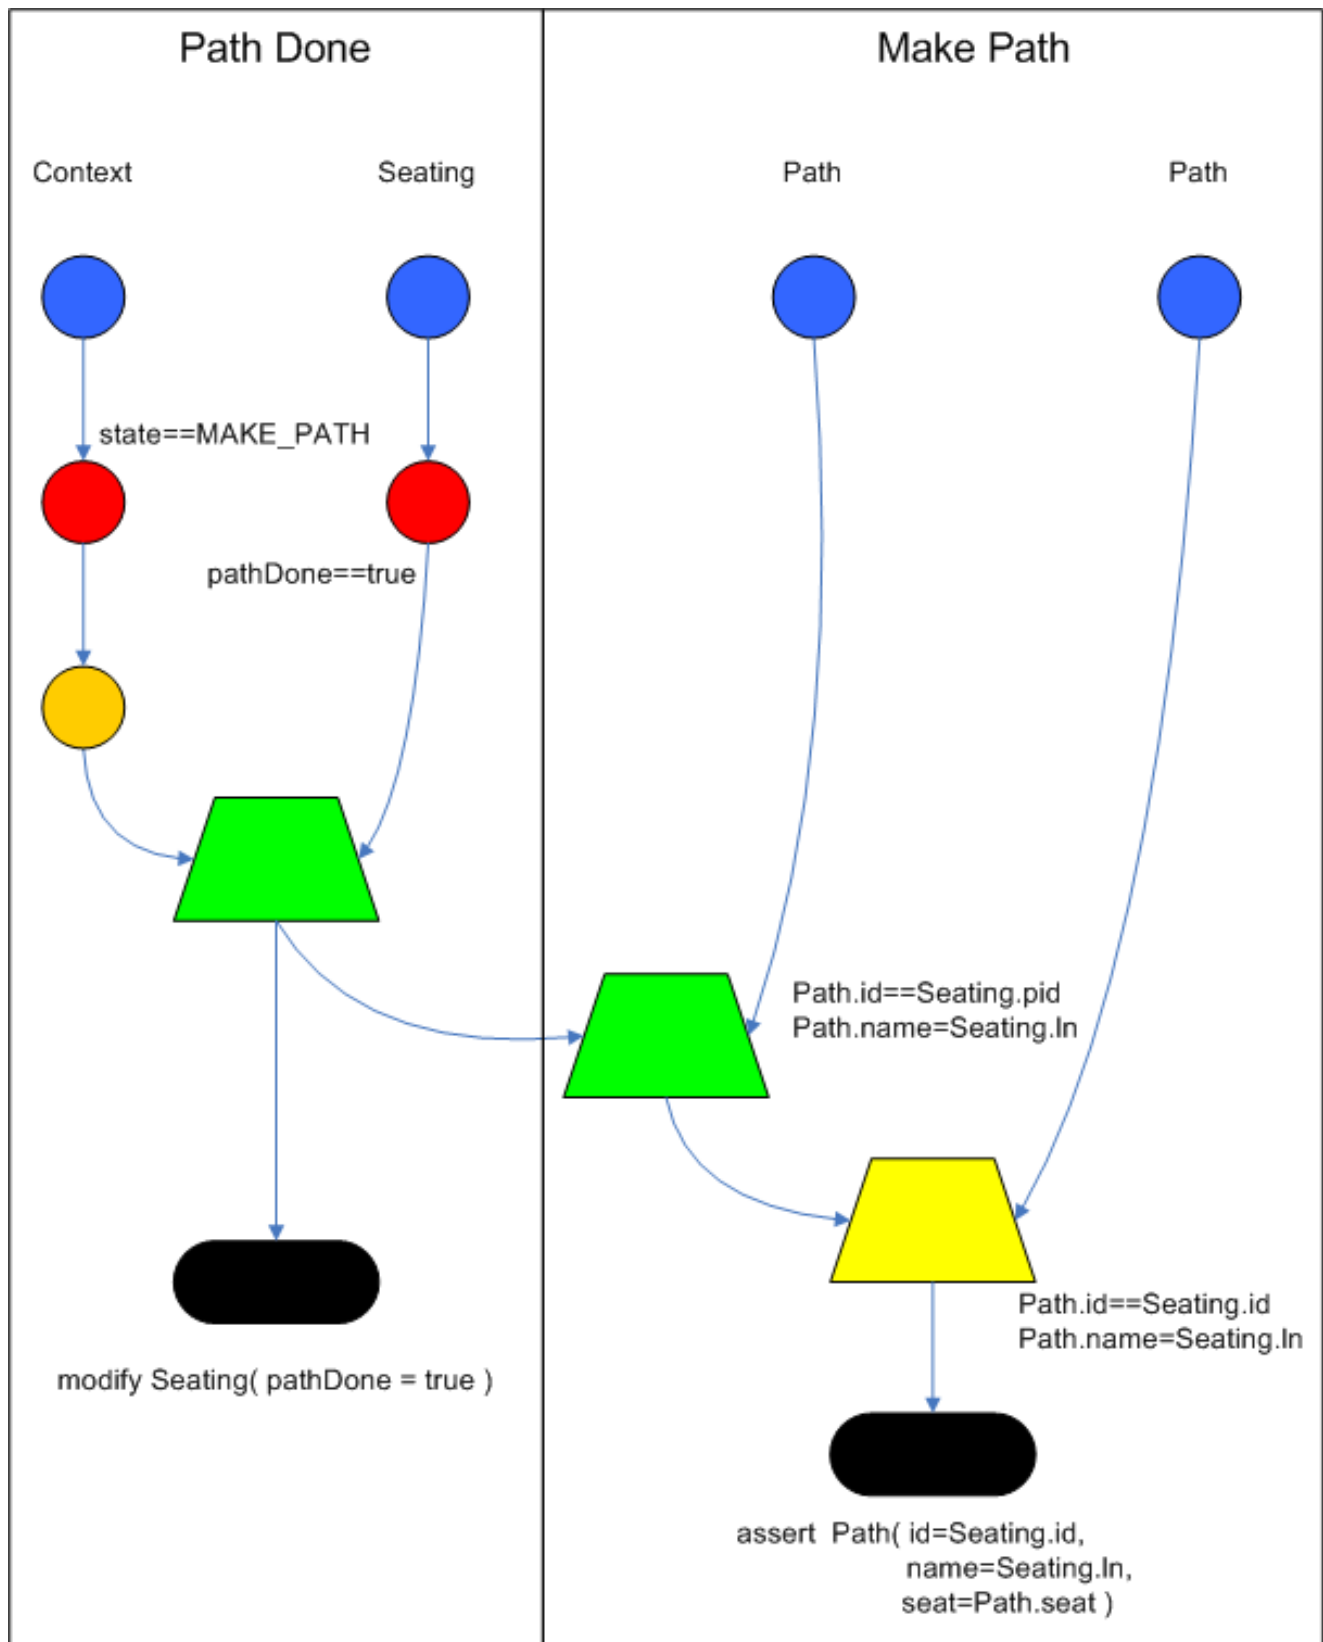 Path Done
Make Path
Context
Seating
Path
Path
state==MAKE_PATH
pathDone==true
Path.id==Seating.pid
Path.name=Seating.ln
Path.id==Seating.id
Path.name=Seating.ln
modify Seating( pathDone = true )
assert  Path( id=Seating.id,
name=Seating.ln,
seat=Path.seat )